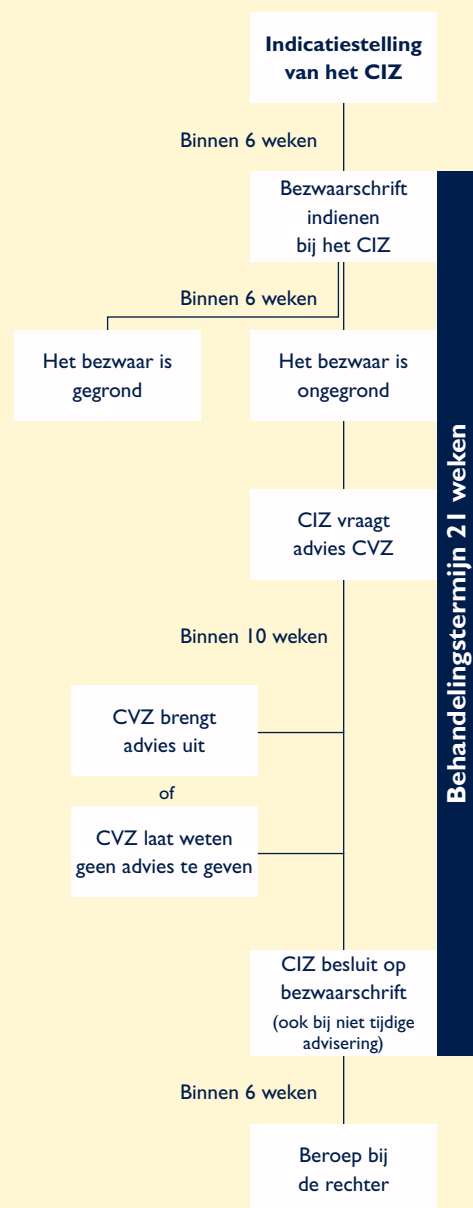 Indicatiestelling
van het CIZ
Binnen 6 weken
Bezwaarschrift
indienen
bij het CIZ
Binnen 6 weken
Het bezwaar is
gegrond
Het bezwaar is
ongegrond
CIZ vraagt
advies CVZ
Binnen 10 weken
CVZ brengt
advies uit
of
CVZ laat weten
geen advies te geven
CIZ besluit op
bezwaarschrift
(ook bij niet tijdige
advisering)
Binnen 6 weken
Beroep bij
de rechter
Behandelingstermijn 21 weken